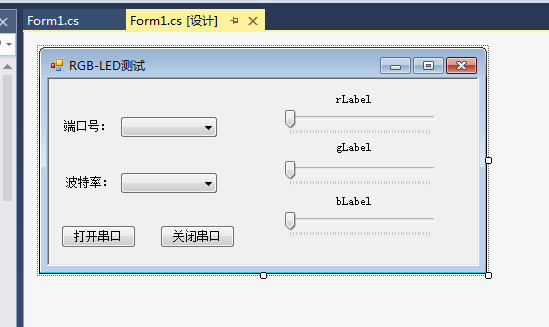 Form1.cs
Form1.cs [设计]
RGB-LED测试
rLabel
端口号：
gLabel
波特率：
bLabel
打开串口
关闭串口